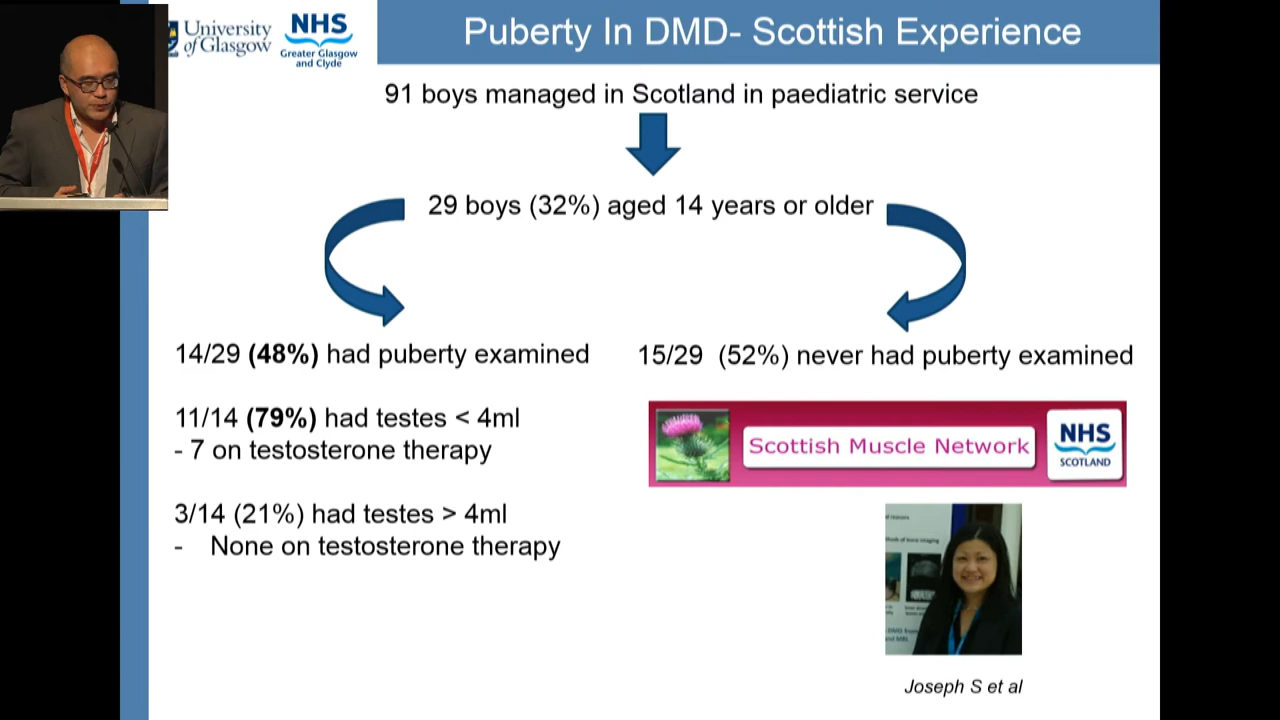 University
of Glasgow
NHS
Greater Glasgow
and Clyde
Puberty In DMD- Scottish Experience
91 boys managed in Scotland in paediatric service
29 boys (32%) aged 14 years or older
14/29 (48%) had puberty examined
15/29 (52%) never had puberty examined
11/14 (79%) had testes < 4ml
- 7 on testosterone therapy
Scottish Muscle Network
NHS
SCOTLAND
3/14 (21%) had testes > 4ml
- None on testosterone therapy
Joseph S et al